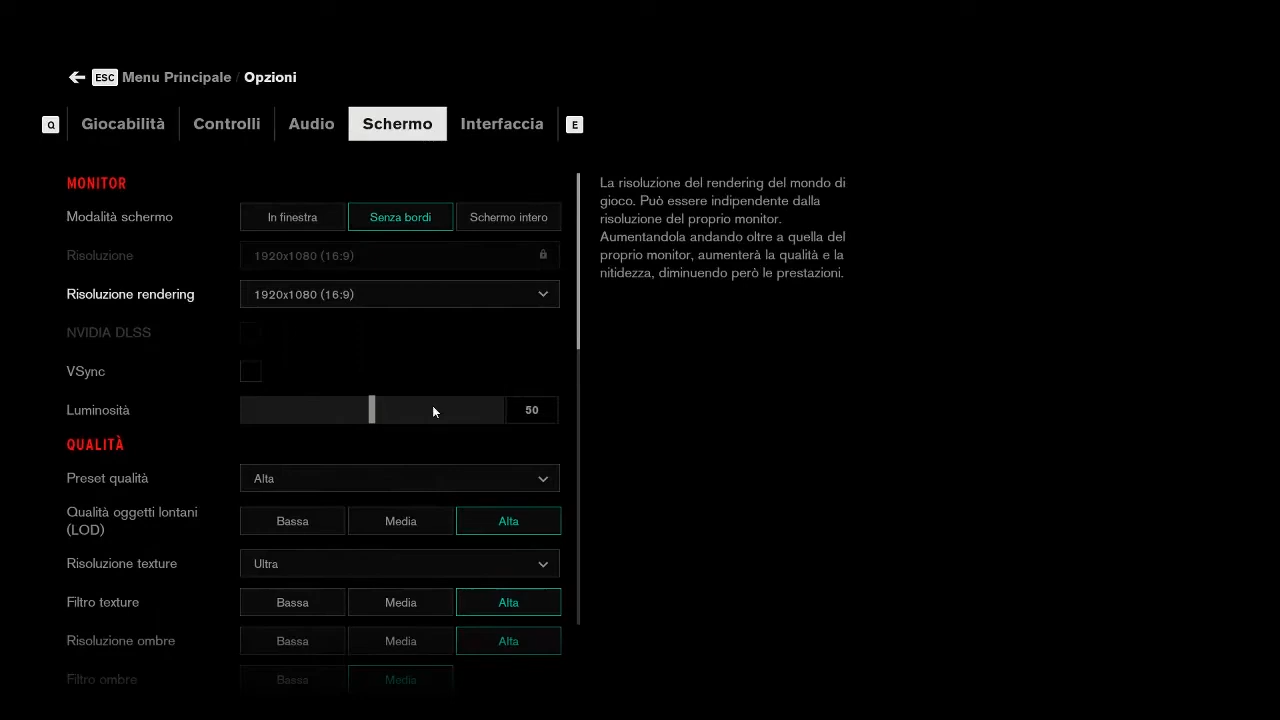 ESC Menu Principale / Opzioni
Q Giocabilità Controlli Audio Schermo Interfaccia E
MONITOR
Modalità schermo In finestra Senza bordi Schermo intero
Risoluzione 1920x1080 (16:9)
Risoluzione rendering 1920x1080 (16:9)
NVIDIA DLSS
VSync
Luminosità 50
QUALITÀ
Preset qualità Alta
Qualità oggetti lontani
(LOD) Bassa Media Alta
Risoluzione texture Ultra
Filtro texture Bassa Media Alta
Risoluzione ombre Bassa Media Alta
Filtro ombre Bassa Media
La risoluzione del rendering del mondo di
gioco. Può essere indipendente dalla
risoluzione del proprio monitor.
Aumentandola andando oltre a quella del
proprio monitor, aumenterà la qualità e la
nitidezza, diminuendo però le prestazioni.